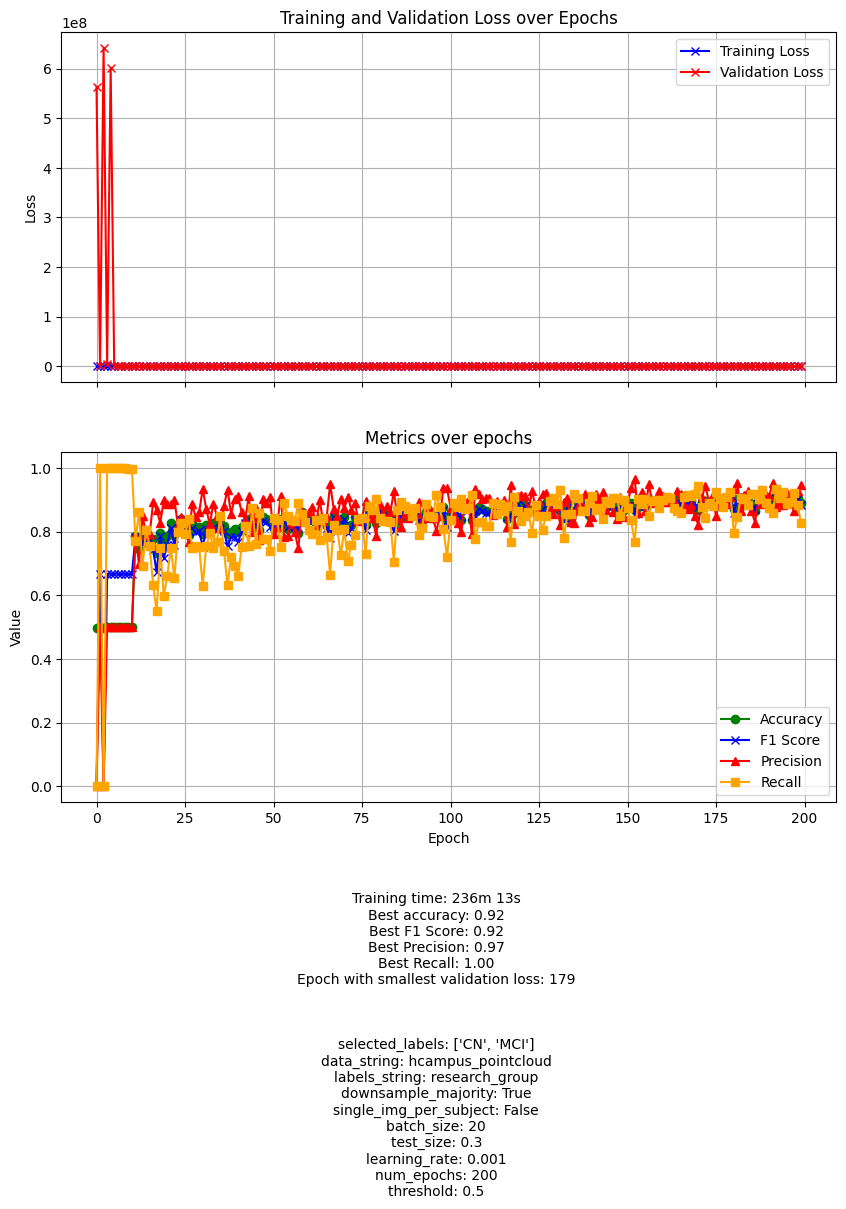 Training and Validation Loss over Epochs
1e8
Training Loss
Validation Loss
6
5
4
3
2
1
0
Loss
Metrics over epochs
1.0
0.8
0.6
0.4
0.2
0.0
Value
Accuracy
F1 Score
Precision
Recall
0 25 50 75 100 125 150 175 200
Epoch
Training time: 236m 13s
Best accuracy: 0.92
Best F1 Score: 0.92
Best Precision: 0.97
Best Recall: 1.00
Epoch with smallest validation loss: 179
selected_labels: ['CN', 'MCI']
data_string: hcampus_pointcloud
labels_string: research_group
downsample_majority: True
single_img_per_subject: False
batch_size: 20
test_size: 0.3
learning_rate: 0.001
num_epochs: 200
threshold: 0.5